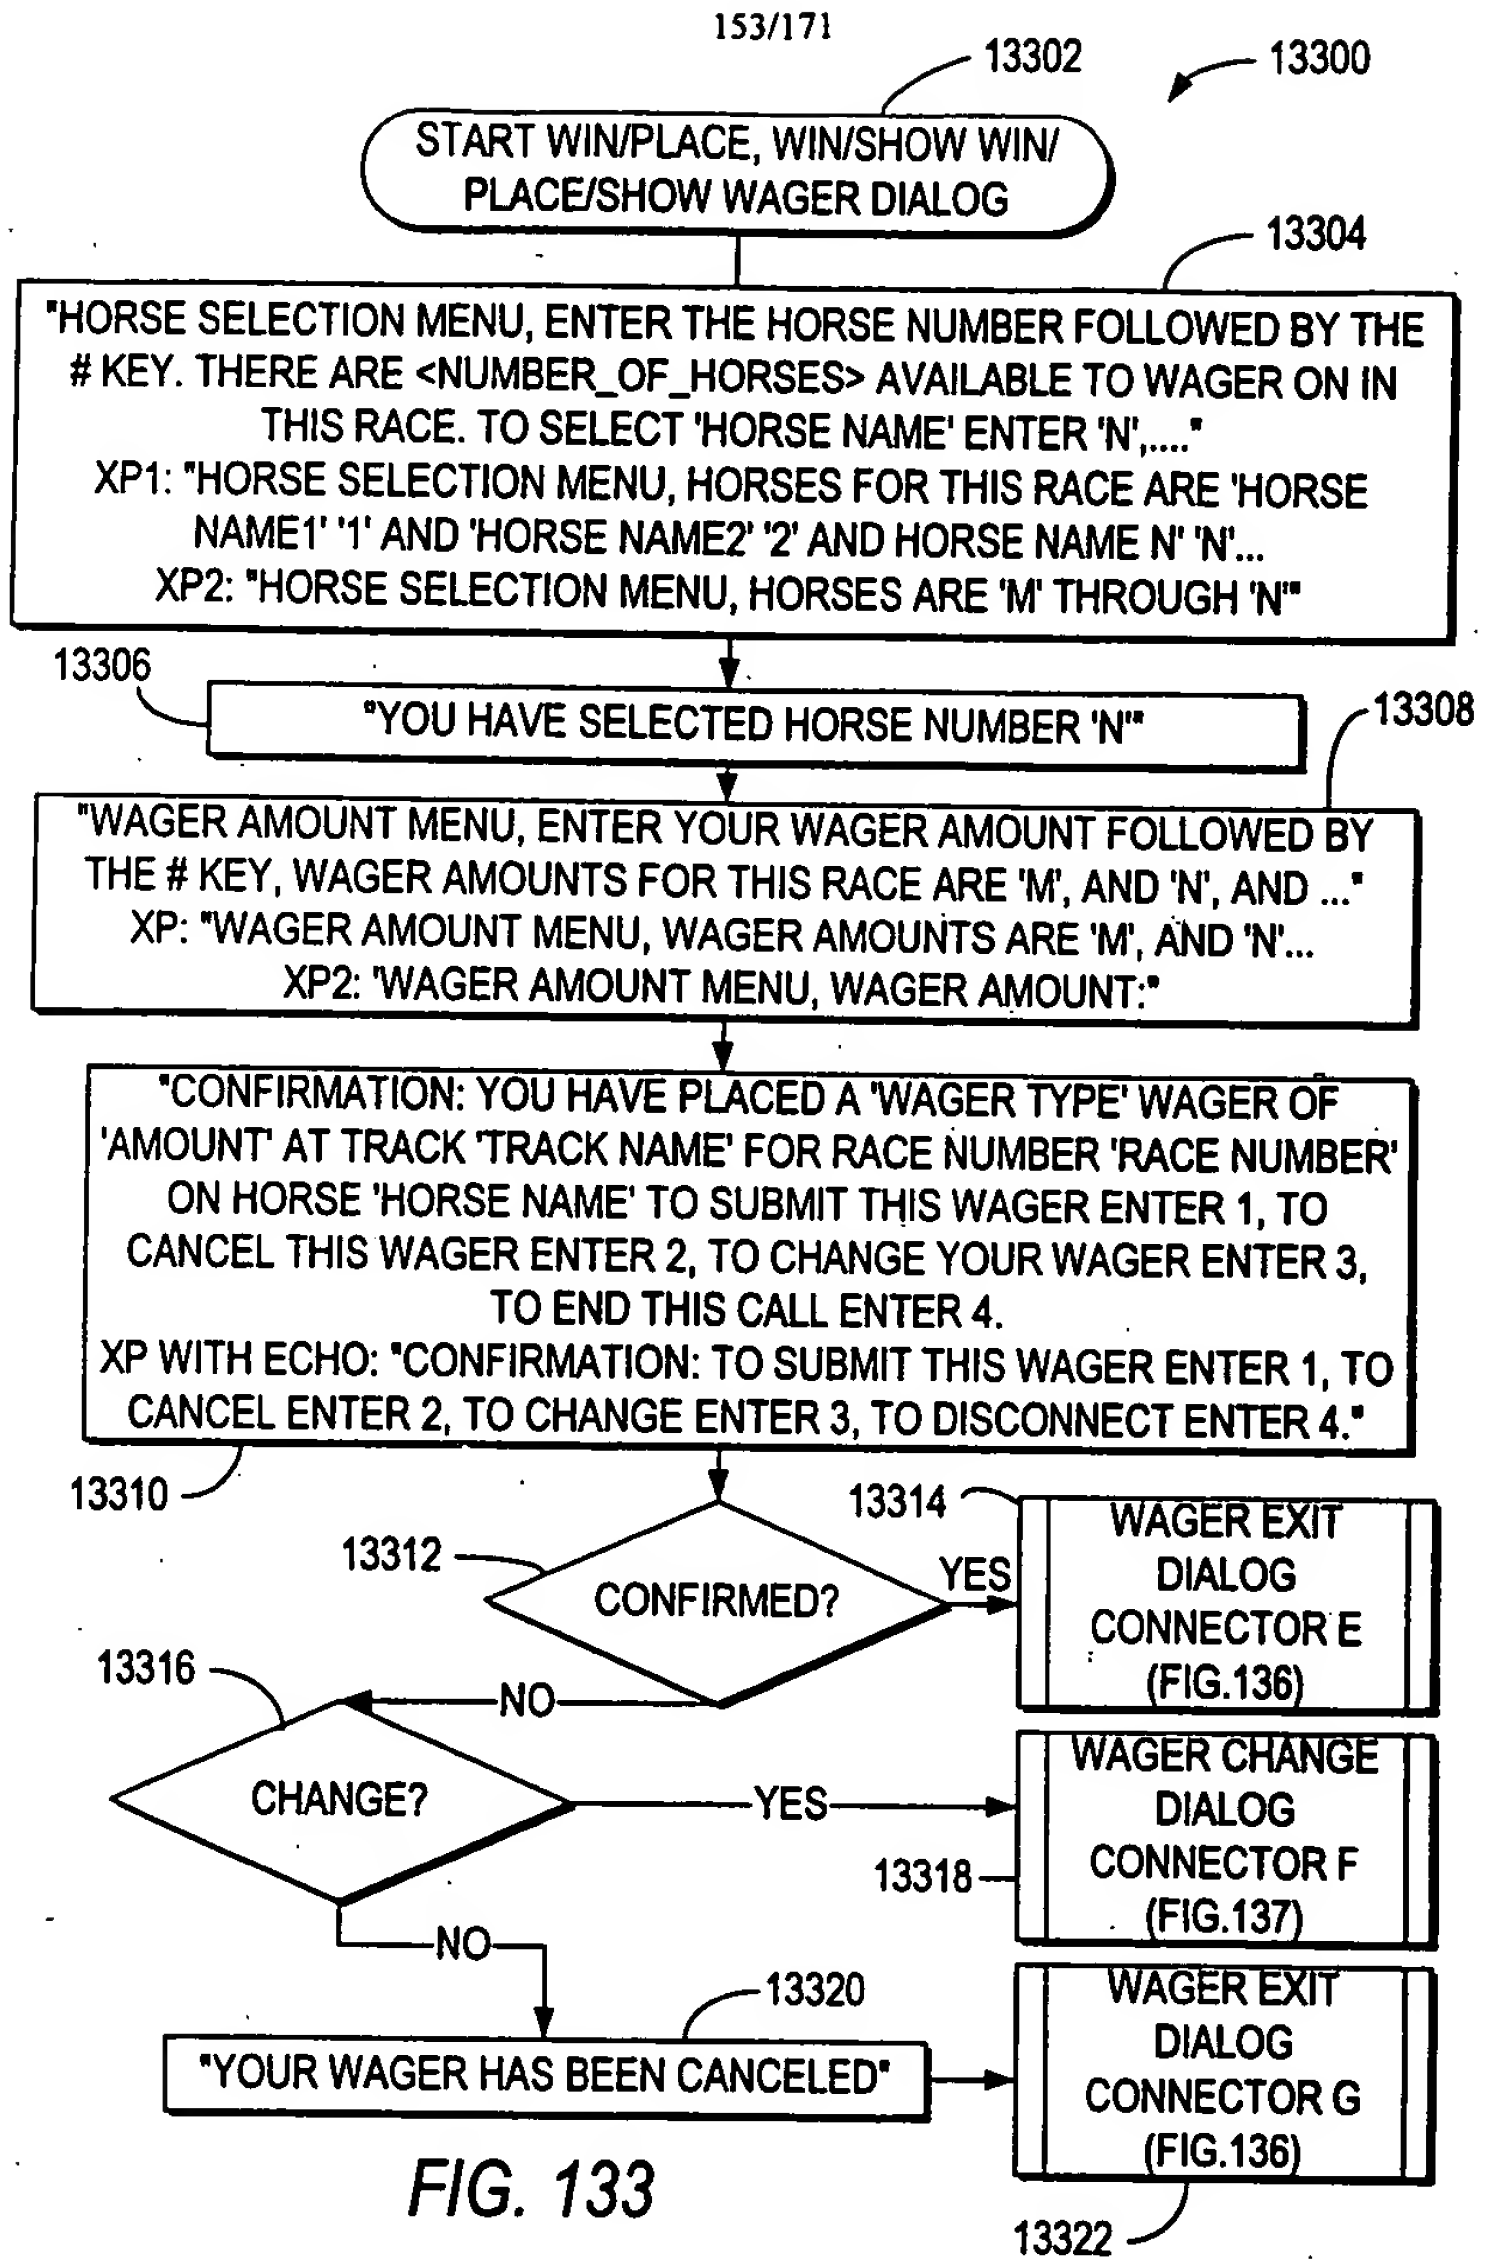 153/171
13302
13300
START WIN/PLACE, WIN/SHOW WIN/
PLACE/SHOW WAGER DIALOG
13304
"HORSE SELECTION MENU, ENTER THE HORSE NUMBER FOLLOWED BY THE
# KEY. THERE ARE <NUMBER_OF_HORSES> AVAILABLE TO WAGER ON IN
THIS RACE. TO SELECT 'HORSE NAME' ENTER 'N',...."
XP1: "HORSE SELECTION MENU, HORSES FOR THIS RACE ARE 'HORSE
NAME1' '1' AND 'HORSE NAME2' '2' AND HORSE NAME N' 'N'...
XP2: "HORSE SELECTION MENU, HORSES ARE 'M' THROUGH 'N'"
13306
"YOU HAVE SELECTED HORSE NUMBER 'N'"
13308
"WAGER AMOUNT MENU, ENTER YOUR WAGER AMOUNT FOLLOWED BY
THE # KEY, WAGER AMOUNTS FOR THIS RACE ARE 'M', AND 'N', AND ..."
XP: "WAGER AMOUNT MENU, WAGER AMOUNTS ARE 'M', AND 'N'...
XP2: 'WAGER AMOUNT MENU, WAGER AMOUNT:"
"CONFIRMATION: YOU HAVE PLACED A 'WAGER TYPE' WAGER OF
'AMOUNT' AT TRACK 'TRACK NAME' FOR RACE NUMBER 'RACE NUMBER'
ON HORSE 'HORSE NAME' TO SUBMIT THIS WAGER ENTER 1, TO
CANCEL THIS WAGER ENTER 2, TO CHANGE YOUR WAGER ENTER 3,
TO END THIS CALL ENTER 4.
XP WITH ECHO: "CONFIRMATION: TO SUBMIT THIS WAGER ENTER 1, TO
CANCEL ENTER 2, TO CHANGE ENTER 3, TO DISCONNECT ENTER 4."
13310
13312
CONFIRMED?
YES
NO
13314
WAGER EXIT
DIALOG
CONNECTOR E
(FIG.136)
13316
CHANGE?
YES
NO
13318
WAGER CHANGE
DIALOG
CONNECTOR F
(FIG.137)
13320
"YOUR WAGER HAS BEEN CANCELED"
WAGER EXIT
DIALOG
CONNECTOR G
(FIG.136)
13322
FIG. 133